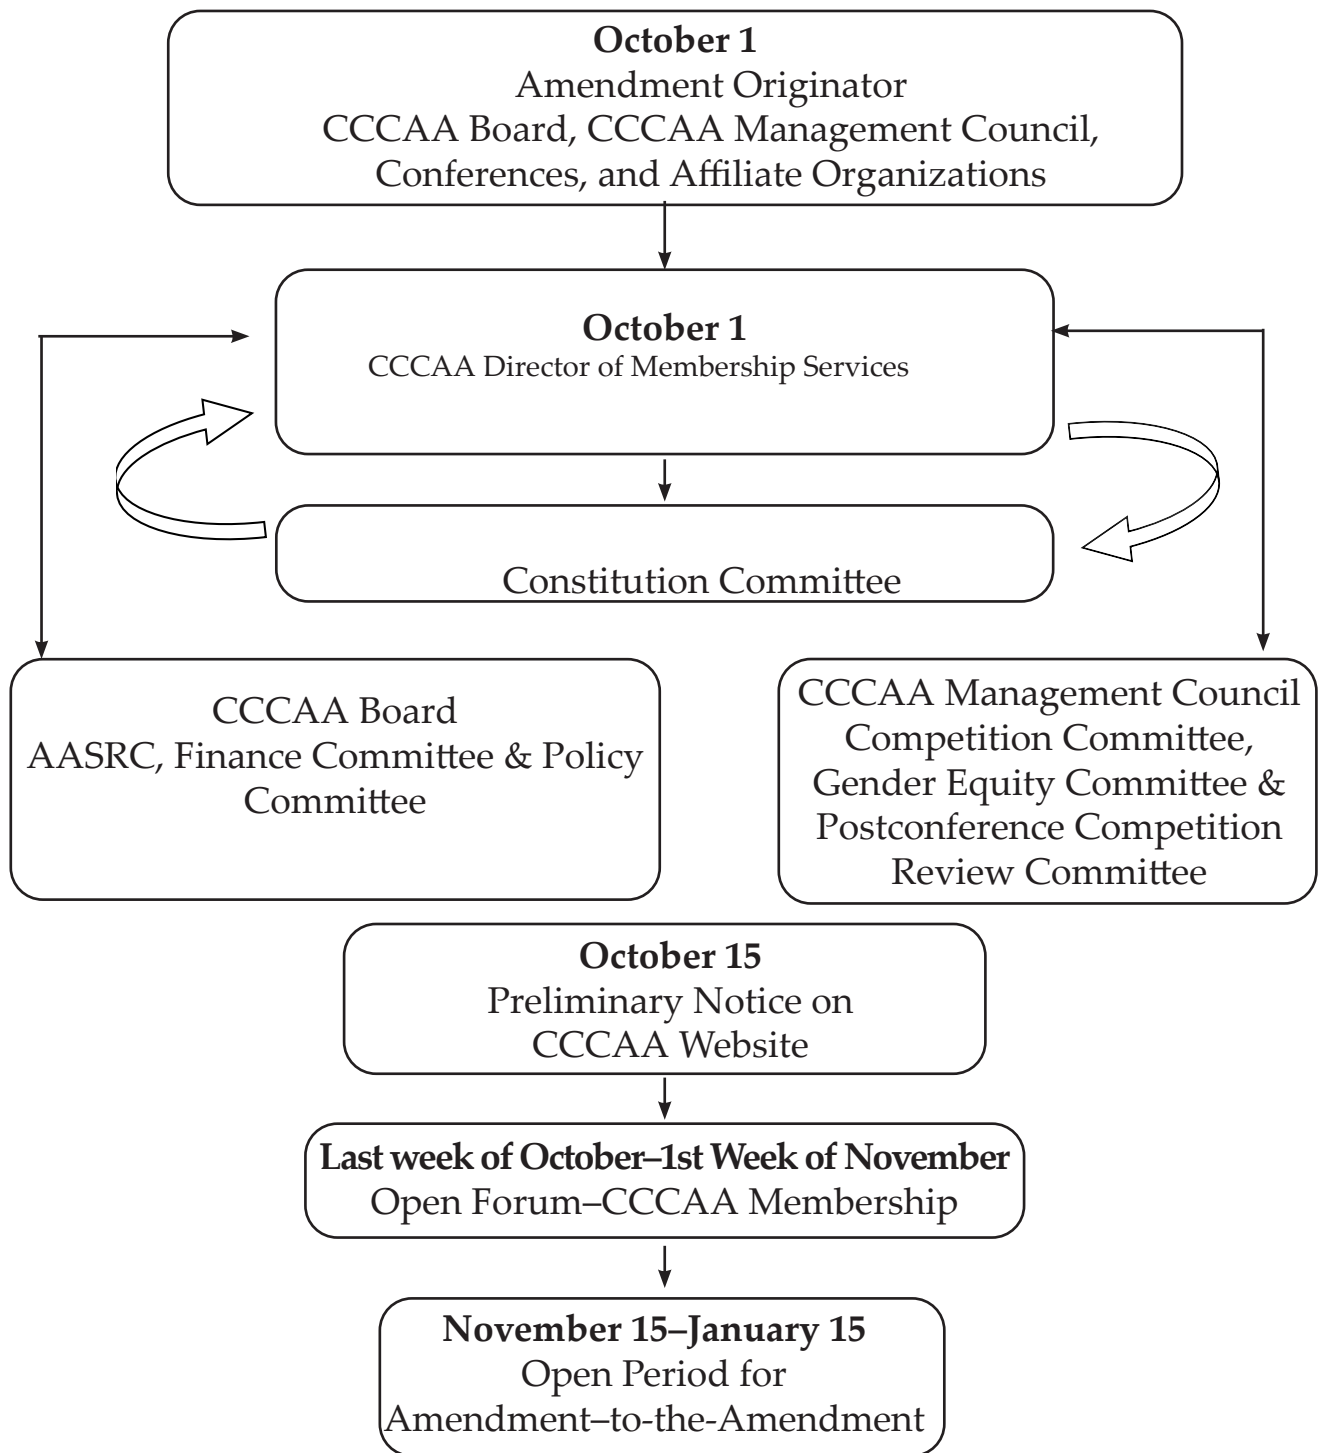 October 1
Amendment Originator
CCCAA Board, CCCAA Management Council,
Conferences, and Affiliate Organizations
October 1
CCCAA Director of Membership Services
Constitution Committee
CCCAA Board
AASRC, Finance Committee & Policy
Committee
CCCAA Management Council
Competition Committee,
Gender Equity Committee &
Postconference Competition
Review Committee
October 15
Preliminary Notice on
CCCAA Website
Last week of October–1st Week of November
Open Forum–CCCAA Membership
November 15–January 15
Open Period for
Amendment–to-the-Amendment